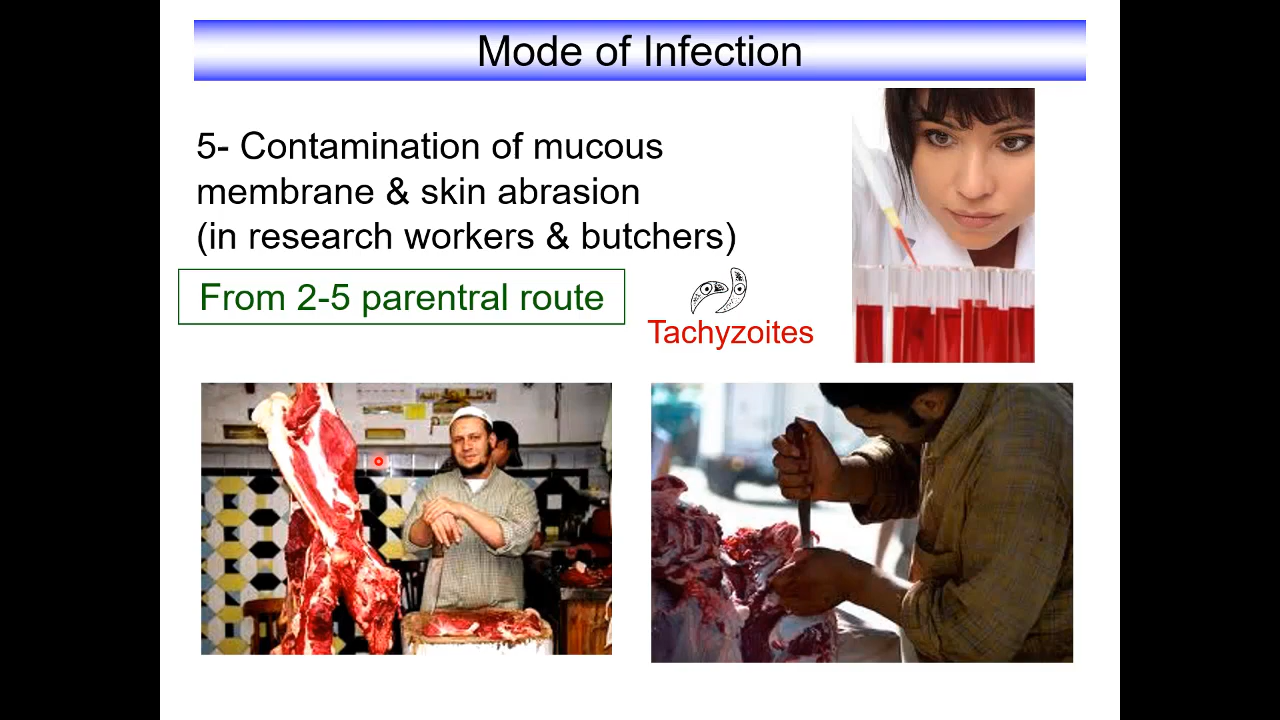 Mode of Infection
5- Contamination of mucous
membrane & skin abrasion
(in research workers & butchers)
From 2-5 parentral route
Tachyzoites